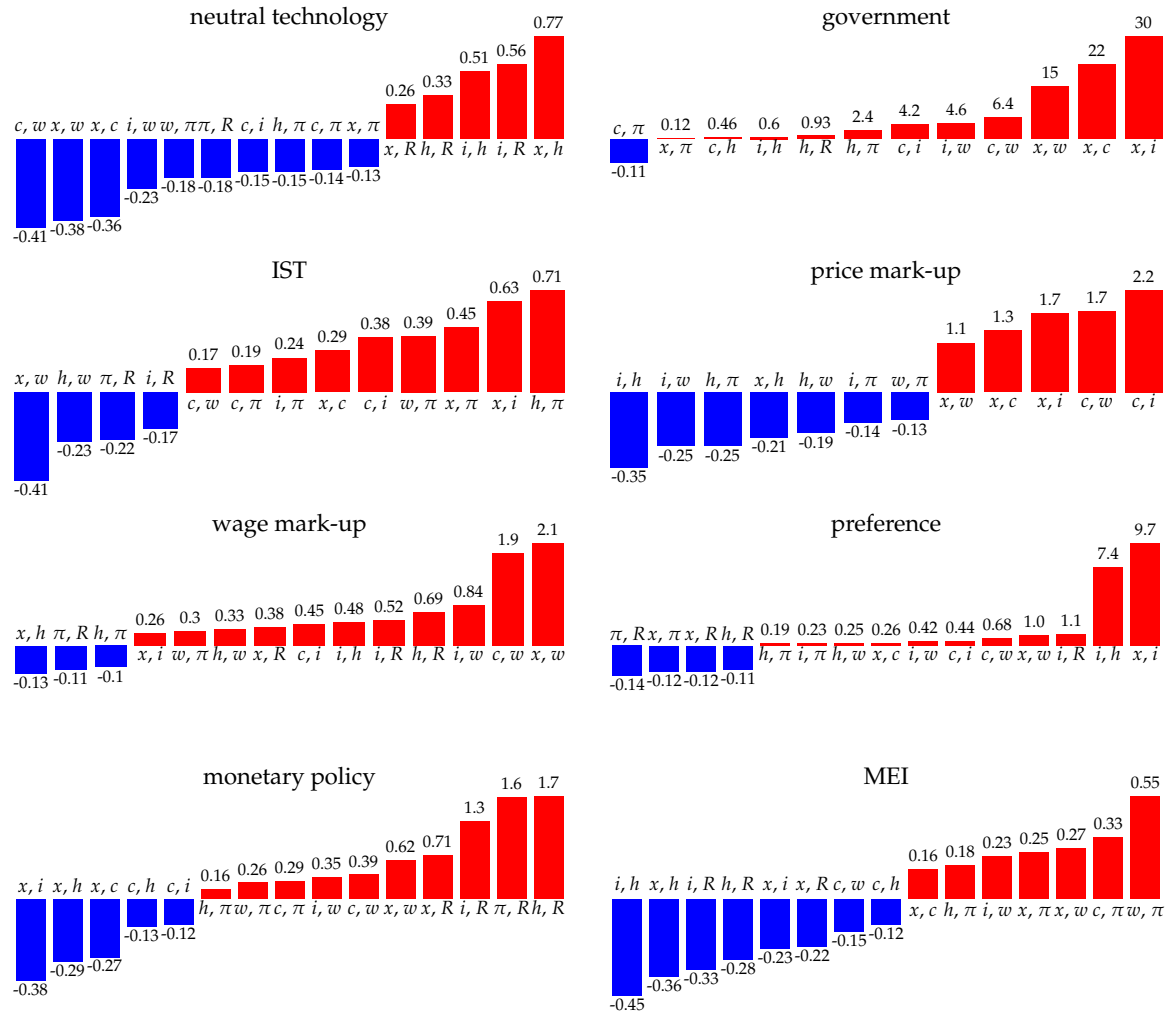 neutral technology
0.26 0.33 0.51 0.56 0.77
c, w x, w x, c i, w w, π π, R c, i h, π c, π x, π
x, R h, R i, h i, R x, h
-0.41 -0.38 -0.36 -0.23 -0.18 -0.18 -0.15 -0.15 -0.14 -0.13
government
0.12 0.46 0.6 0.93 2.4 4.2 4.6 6.4 15 22 30
c, π
x, π c, h i, h h, R h, π c, i i, w c, w x, w x, c x, i
-0.11
IST
0.17 0.19 0.24 0.29 0.38 0.39 0.45 0.63 0.71
x, w h, w π, R i, R
c, w c, π i, π x, c c, i w, π x, π x, i h, π
-0.41 -0.23 -0.22 -0.17
price mark-up
1.1 1.3 1.7 1.7 2.2
i, h i, w h, π x, h h, w i, π w, π
x, w x, c x, i c, w c, i
-0.35 -0.25 -0.25 -0.21 -0.19 -0.14 -0.13
wage mark-up
0.26 0.3 0.33 0.38 0.45 0.48 0.52 0.69 0.84 1.9 2.1
x, h π, R h, π
x, i w, π h, w x, R c, i i, h i, R h, R i, w c, w x, w
-0.13 -0.11 -0.1
preference
0.19 0.23 0.25 0.26 0.42 0.44 0.68 1.0 1.1 7.4 9.7
π, R x, π x, R h, R
h, π i, π h, w x, c i, w c, i c, w x, w i, R i, h x, i
-0.14 -0.12 -0.12 -0.11
monetary policy
0.16 0.26 0.29 0.35 0.39 0.62 0.71 1.3 1.6 1.7
x, i x, h x, c c, h c, i
h, π w, π c, π i, w c, w x, w x, R i, R π, R h, R
-0.38 -0.29 -0.27 -0.13 -0.12
MEI
0.16 0.18 0.23 0.25 0.27 0.33 0.55
i, h x, h i, R h, R x, i x, R c, w c, h
x, c h, π i, w x, π x, w c, π w, π
-0.45 -0.36 -0.33 -0.28 -0.23 -0.22 -0.15 -0.12